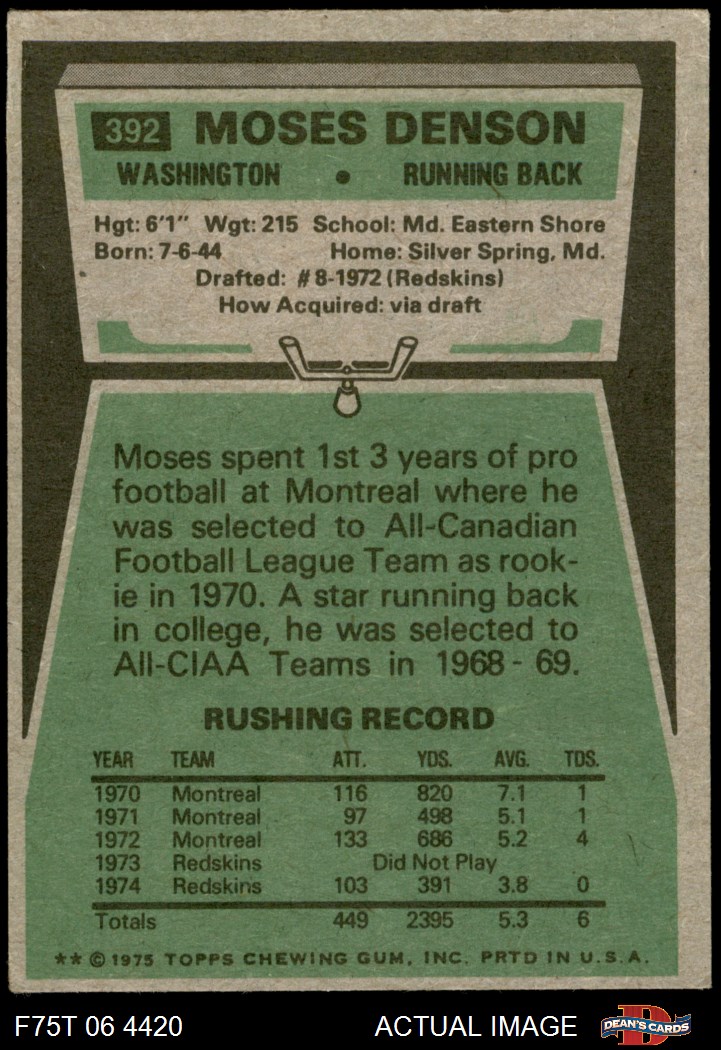 392 MOSES DENSON
WASHINGTON • RUNNING BACK
Hgt: 6'1" Wgt: 215 School: Md. Eastern Shore
Born: 7-6-44 Home: Silver Spring, Md.
Drafted: #8-1972 (Redskins)
How Acquired: via draft
Moses spent 1st 3 years of pro
football at Montreal where he
was selected to All-Canadian
Football League Team as rook-
ie in 1970. A star running back
in college, he was selected to
All-CIAA Teams in 1968 - 69.
RUSHING RECORD
YEAR TEAM ATT. YDS. AVG. TDS.
1970 Montreal 116 820 7.1 1
1971 Montreal 97 498 5.1 1
1972 Montreal 133 686 5.2 4
1973 Redskins Did Not Play
1974 Redskins 103 391 3.8 0
Totals 449 2395 5.3 6
** © 1975 TOPPS CHEWING GUM, INC. PRTD IN U.S.A.
F75T 06 4420 ACTUAL IMAGE D DEAN'S CARDS